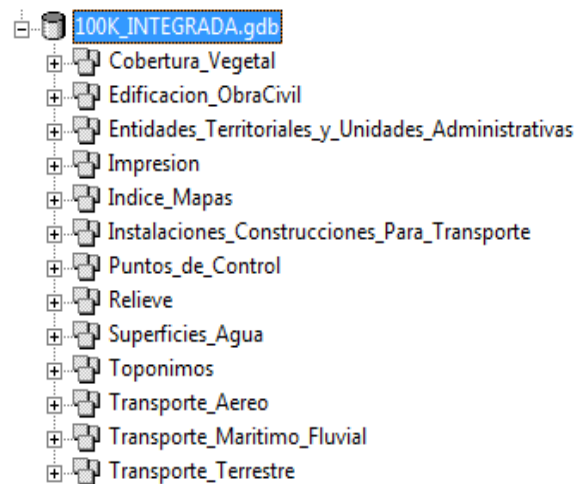 100K_INTEGRADA.gdb
Cobertura_Vegetal
Edificacion_ObraCivil
Entidades_Territoriales_y_Unidades_Administrativas
Impresion
Indice_Mapas
Instalaciones_Construcciones_Para_Transporte
Puntos_de_Control
Relieve
Superficies_Agua
Toponimos
Transporte_Aereo
Transporte_Maritimo_Fluvial
Transporte_Terrestre